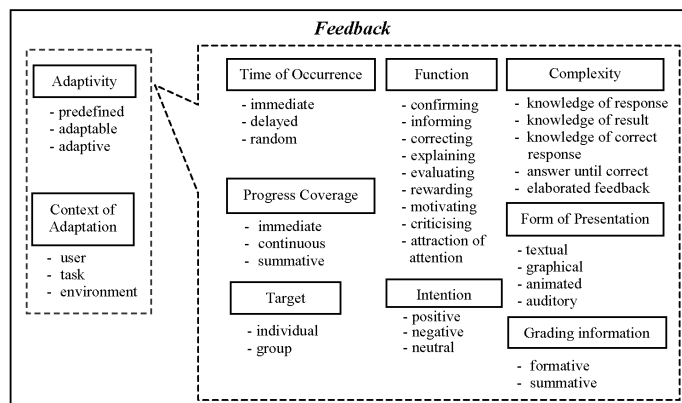 Feedback
Adaptivity
- predefined
- adaptable
- adaptive
Context of
Adaptation
- user
- task
- environment
Time of Occurrence
- immediate
- delayed
- random
Progress Coverage
- immediate
- continuous
- summative
Target
- individual
- group
Function
- confirming
- informing
- correcting
- explaining
- evaluating
- rewarding
- motivating
- criticising
- attraction of
attention
Intention
- positive
- negative
- neutral
Complexity
- knowledge of response
- knowledge of result
- knowledge of correct
response
- answer until correct
- elaborated feedback
Form of Presentation
- textual
- graphical
- animated
- auditory
Grading information
- formative
- summative